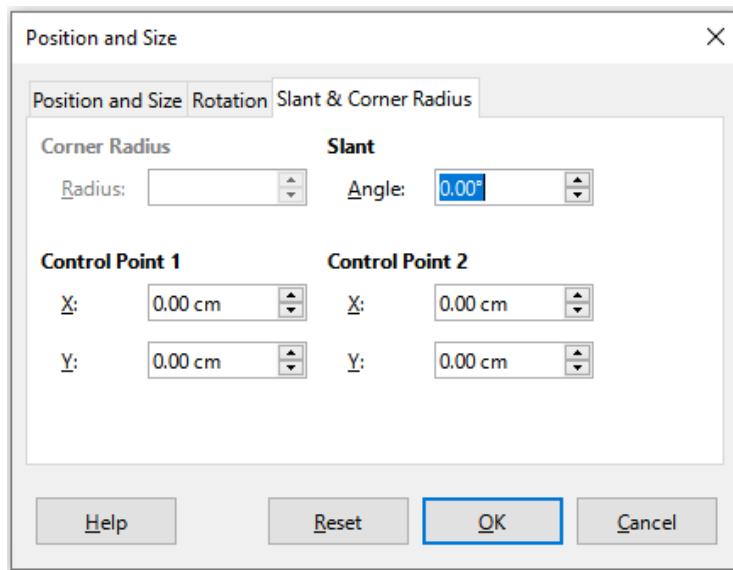 Position and Size
Position and Size Rotation Slant & Corner Radius
Corner Radius Slant
Radius: Angle: 0.00°
Control Point 1 Control Point 2
X: 0.00 cm X: 0.00 cm
Y: 0.00 cm Y: 0.00 cm
Help Reset OK Cancel